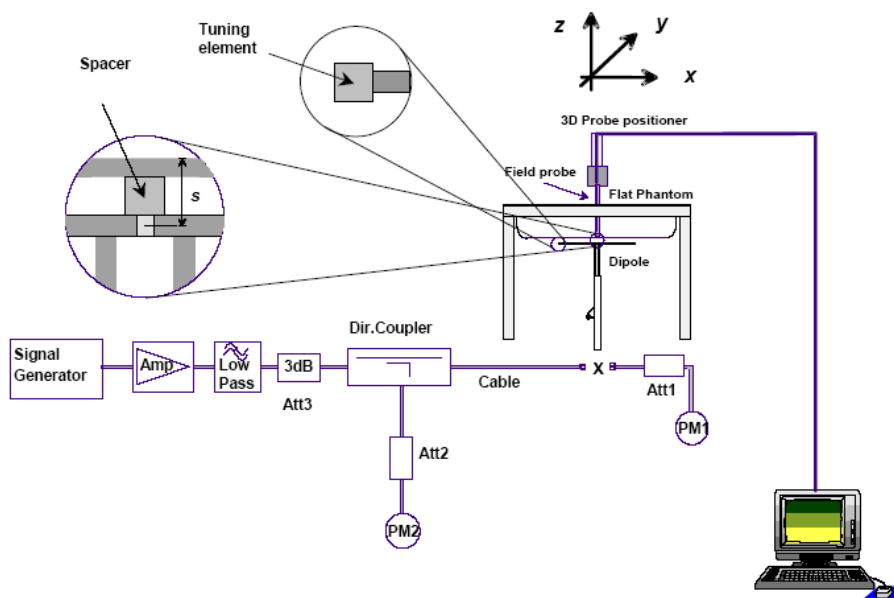 Tuning
element
Spacer
s
z
y
x
3D Probe positioner
Field probe
Flat Phantom
Dipole
Dir.Coupler
Signal
Generator
Amp
Low
Pass
3dB
Att3
Cable
X
Att1
PM1
Att2
PM2